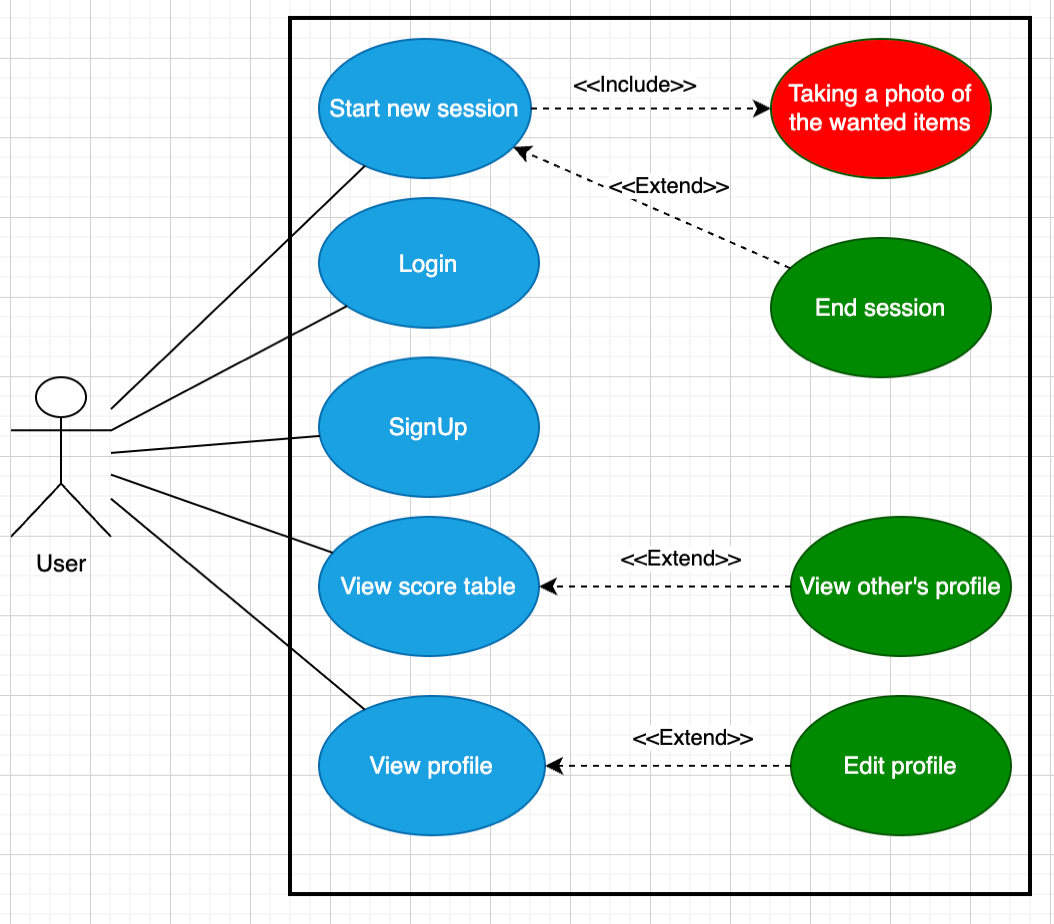 Start new session
<<Include>>
Taking a photo of
the wanted items
<<Extend>>
Login
End session
SignUp
User
View score table
<<Extend>>
View other's profile
View profile
<<Extend>>
Edit profile